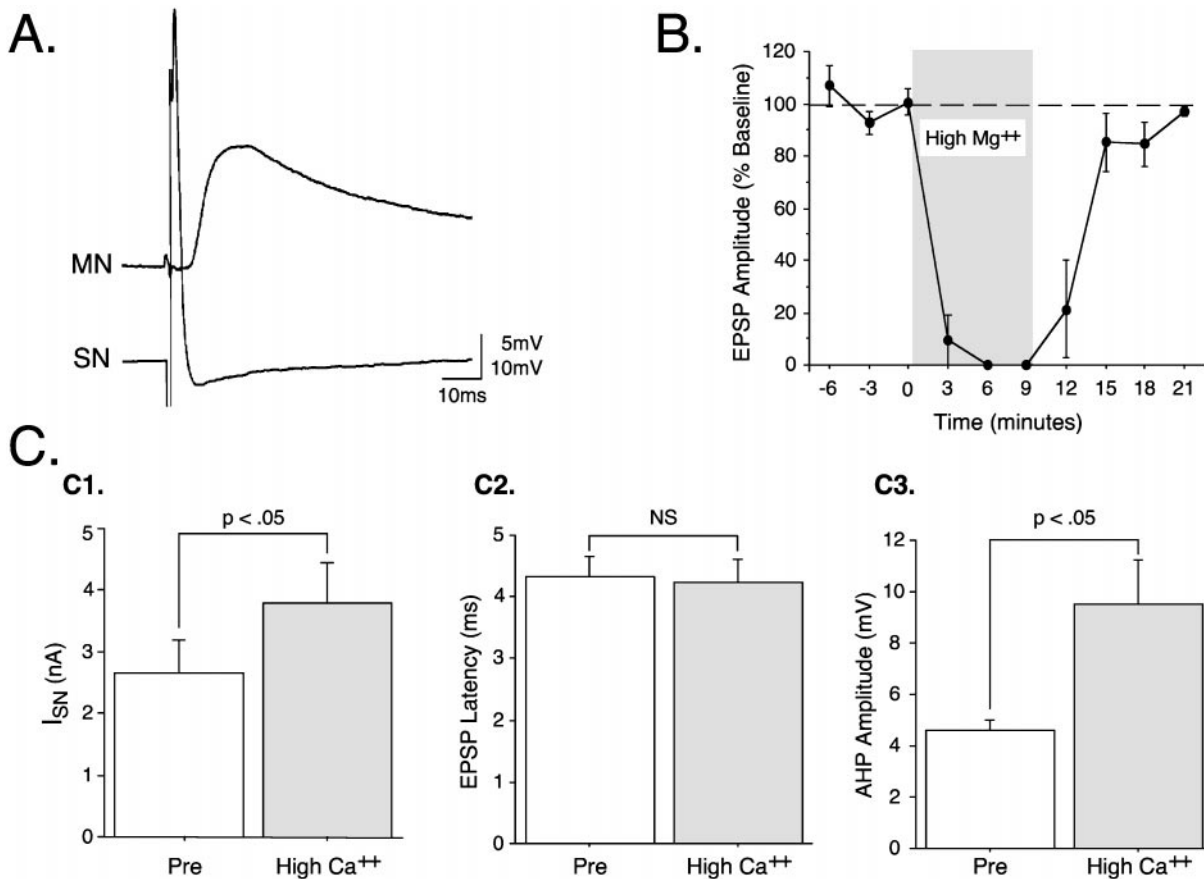 A.
MN
SN
5mV
10mV
10ms
B.
EPSP Amplitude (% Baseline)
120
100
80
60
40
20
0
High Mg++
-6 -3 0 3 6 9 12 15 18 21
Time (minutes)
C.
C1.
p < .05
ISN (nA)
5
4
3
2
1
0
Pre High Ca++
C2.
NS
EPSP Latency (ms)
5
4
3
2
1
0
Pre High Ca++
C3.
p < .05
AHP Amplitude (mV)
12
10
8
6
4
2
0
Pre High Ca++